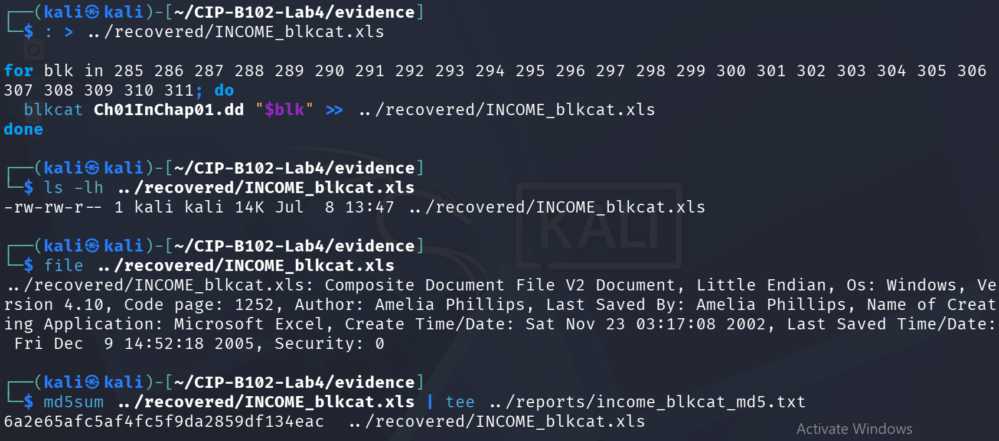 ┌──(kali㉿kali)-[~/CIP-B102-Lab4/evidence]
└─$ : > ../recovered/INCOME_blkcat.xls
for blk in 285 286 287 288 289 290 291 292 293 294 295 296 297 298 299 300 301 302 303 304 305 306
307 308 309 310 311; do
  blkcat Ch01InChap01.dd "$blk" >> ../recovered/INCOME_blkcat.xls
done
┌──(kali㉿kali)-[~/CIP-B102-Lab4/evidence]
└─$ ls -lh ../recovered/INCOME_blkcat.xls
-rw-rw-r-- 1 kali kali 14K Jul  8 13:47 ../recovered/INCOME_blkcat.xls
┌──(kali㉿kali)-[~/CIP-B102-Lab4/evidence]
└─$ file ../recovered/INCOME_blkcat.xls
../recovered/INCOME_blkcat.xls: Composite Document File V2 Document, Little Endian, Os: Windows, Ve
rsion 4.10, Code page: 1252, Author: Amelia Phillips, Last Saved By: Amelia Phillips, Name of Creat
ing Application: Microsoft Excel, Create Time/Date: Sat Nov 23 03:17:08 2002, Last Saved Time/Date:
 Fri Dec  9 14:52:18 2005, Security: 0
┌──(kali㉿kali)-[~/CIP-B102-Lab4/evidence]
└─$ md5sum ../recovered/INCOME_blkcat.xls | tee ../reports/income_blkcat_md5.txt
6a2e65afc5af4fc5f9da2859df134eac  ../recovered/INCOME_blkcat.xls
KALI
Activate Windows